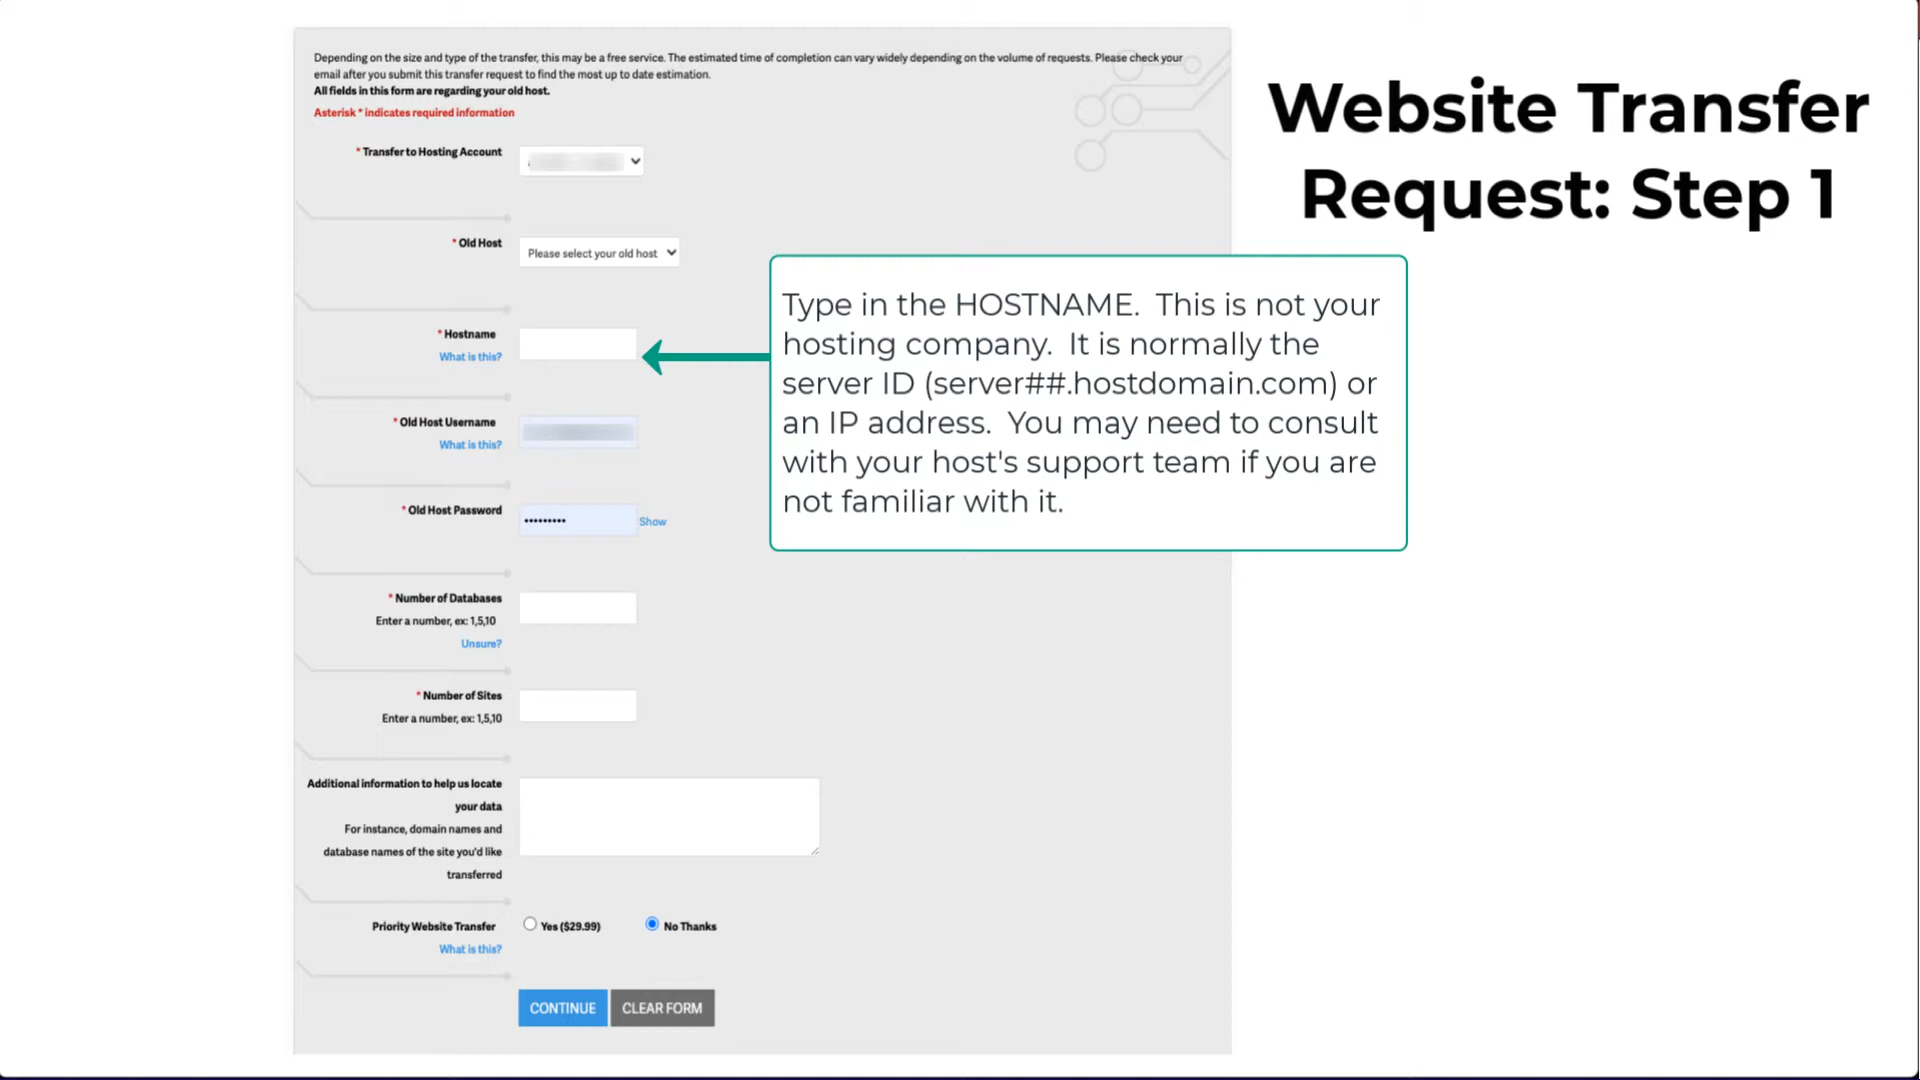 Depending on the size and type of the transfer, this may be a free service. The estimated time of completion can vary widely depending on the volume of requests. Please check your
email after you submit this transfer request to find the most up to date estimation.
All fields in this form are regarding your old host.
Asterisk * indicates required information
Website Transfer
Request: Step 1
* Transfer to Hosting Account
* Old Host
Please select your old host
* Hostname
What is this?
Type in the HOSTNAME. This is not your
hosting company. It is normally the
server ID (server##.hostdomain.com) or
an IP address. You may need to consult
with your host's support team if you are
not familiar with it.
* Old Host Username
What is this?
* Old Host Password
•••••••••
Show
* Number of Databases
Enter a number, ex: 1,5,10
Unsure?
* Number of Sites
Enter a number, ex: 1,5,10
Additional information to help us locate
your data
For instance, domain names and
database names of the site you'd like
transferred
Priority Website Transfer
What is this?
Yes ($29.99)
No Thanks
CONTINUE
CLEAR FORM